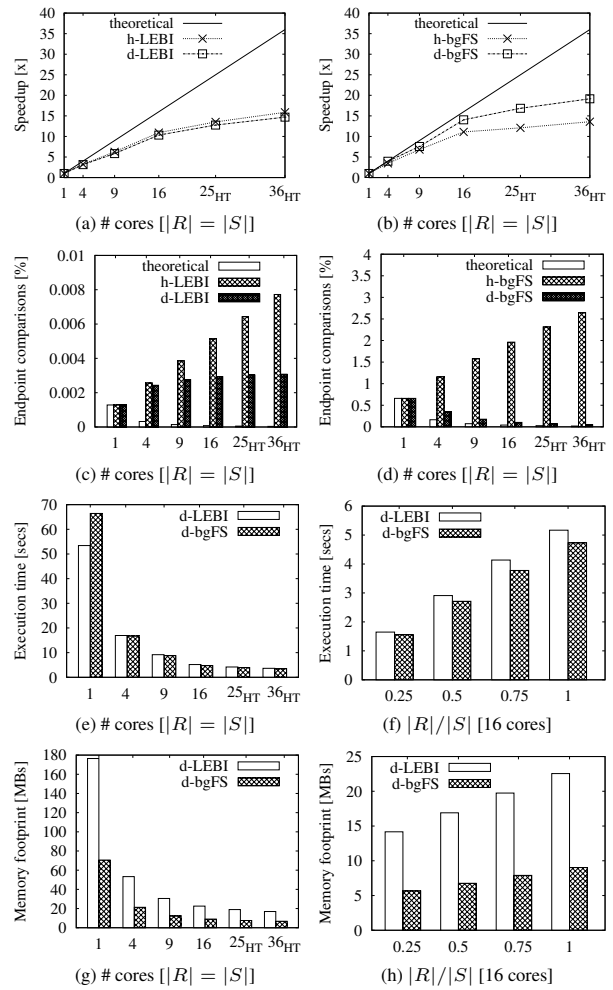 theoretical
h-LEBI
d-LEBI
Speedup [x]
40
35
30
25
20
15
10
5
0
1 4 9 16 25HT 36HT
(a) # cores [|R| = |S|]
theoretical
h-bgFS
d-bgFS
Speedup [x]
40
35
30
25
20
15
10
5
0
1 4 9 16 25HT 36HT
(b) # cores [|R| = |S|]
theoretical
h-LEBI
d-LEBI
Endpoint comparisons [%]
0.01
0.008
0.006
0.004
0.002
0
1 4 9 16 25HT 36HT
(c) # cores [|R| = |S|]
theoretical
h-bgFS
d-bgFS
Endpoint comparisons [%]
4
3.5
3
2.5
2
1.5
1
0.5
0
1 4 9 16 25HT 36HT
(d) # cores [|R| = |S|]
d-LEBI
d-bgFS
Execution time [secs]
70
60
50
40
30
20
10
0
1 4 9 16 25HT 36HT
(e) # cores [|R| = |S|]
d-LEBI
d-bgFS
Execution time [secs]
6
5
4
3
2
1
0
0.25 0.5 0.75 1
(f) |R|/|S| [16 cores]
d-LEBI
d-bgFS
Memory footprint [MBs]
180
160
140
120
100
80
60
40
20
0
1 4 9 16 25HT 36HT
(g) # cores [|R| = |S|]
d-LEBI
d-bgFS
Memory footprint [MBs]
25
20
15
10
5
0
0.25 0.5 0.75 1
(h) |R|/|S| [16 cores]